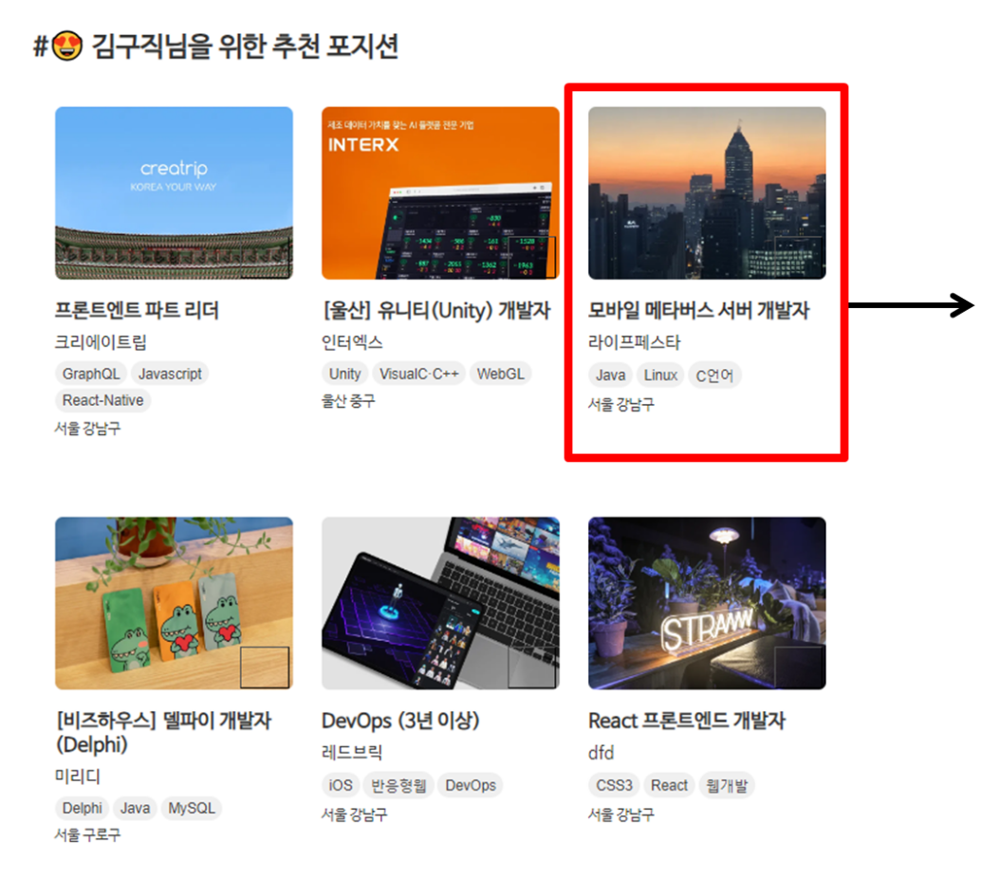 #😍 김구직님을 위한 추천 포지션
creatrip
KOREA YOUR WAY
프론트엔트 파트 리더
크리에이트립
GraphQL Javascript
React-Native
서울 강남구
제조 데이터 가치를 찾는 AI 플랫폼 전문 기업
INTERX
[울산] 유니티(Unity) 개발자
인터엑스
Unity VisualC·C++ WebGL
울산 중구
모바일 메타버스 서버 개발자
라이프페스타
Java Linux C언어
서울 강남구
[비즈하우스] 델파이 개발자
(Delphi)
미리디
Delphi Java MySQL
서울 구로구
DevOps (3년 이상)
레드브릭
iOS 반응형웹 DevOps
서울 강남구
STRAWW
React 프론트엔드 개발자
dfd
CSS3 React 웹개발
서울 강남구